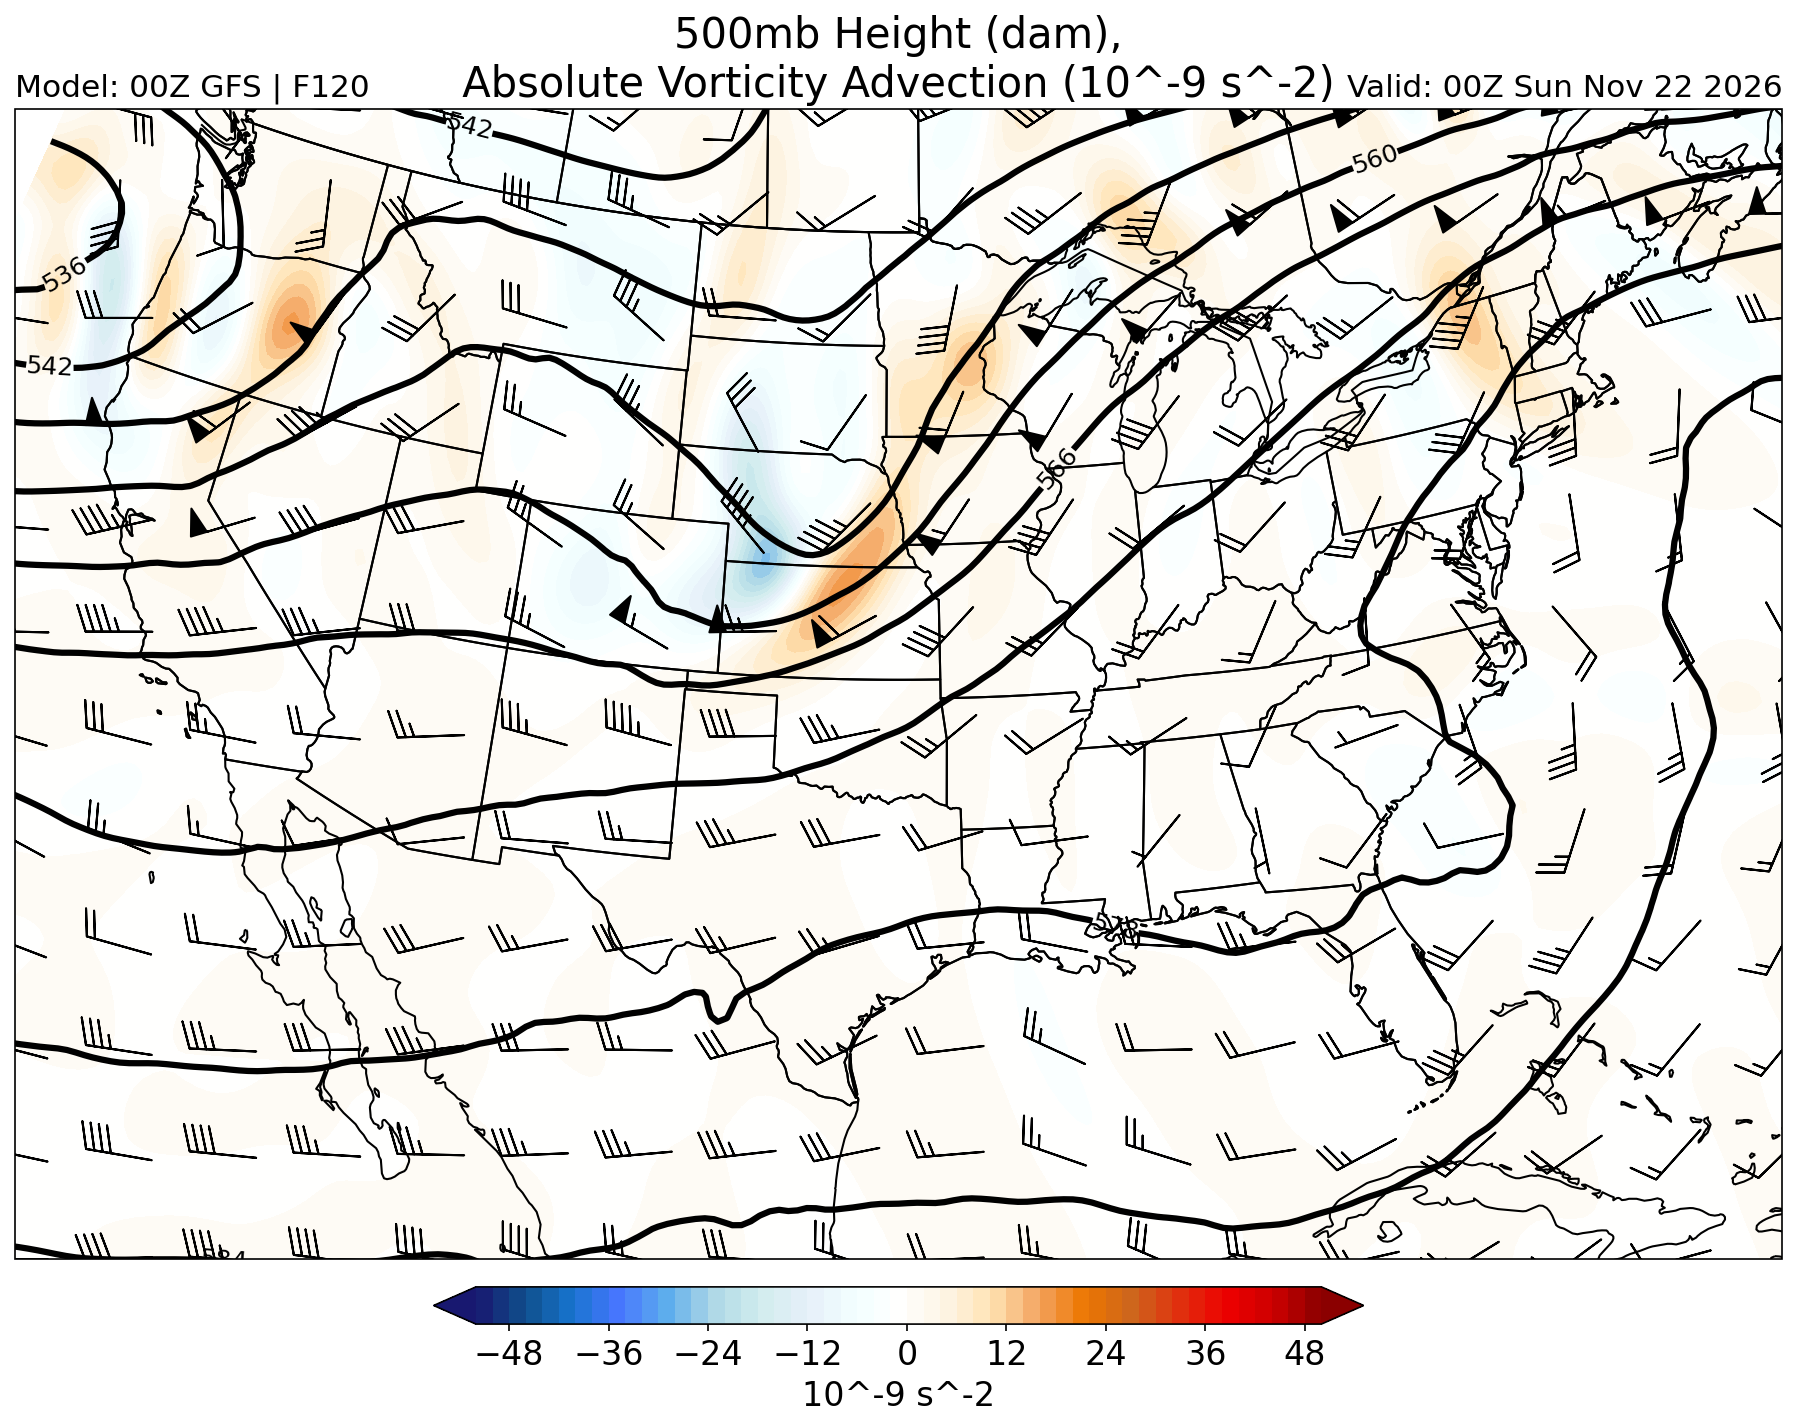 500mb Height (dam),
Model: 00Z GFS | F120
Absolute Vorticity Advection (10^-9 s^-2)
Valid: 00Z Sun Nov 22 2026
542
560
536
542
566
584
−48 −36 −24 −12 0 12 24 36 48
10^-9 s^-2